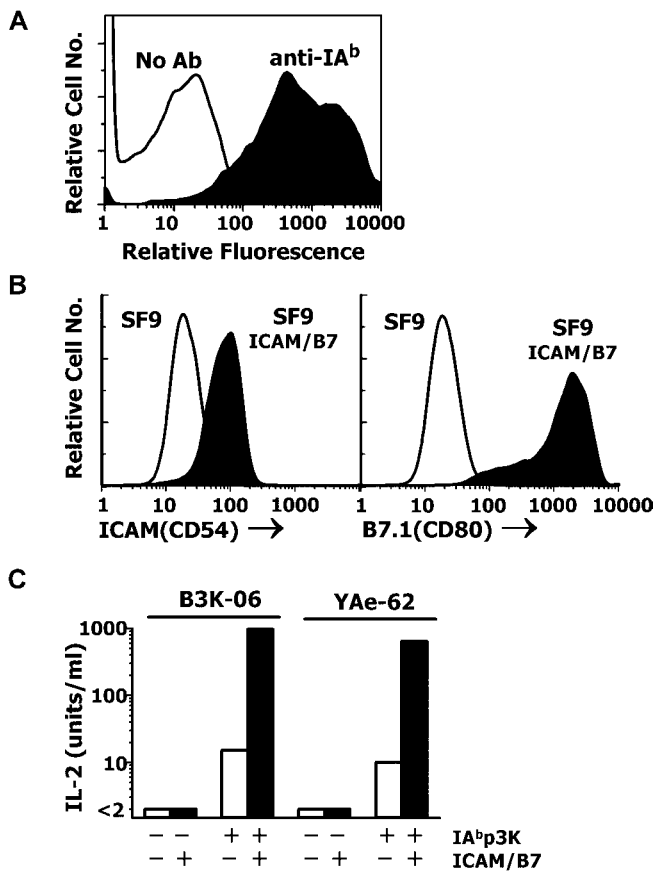 A
Relative Cell No.
No Ab
anti-IAᵇ
1 10 100 1000 10000
Relative Fluorescence
B
Relative Cell No.
SF9
SF9
ICAM/B7
SF9
SF9
ICAM/B7
1 10 100 1000 1 10 100 1000 10000
ICAM(CD54) →
B7.1(CD80) →
C
B3K-06
YAe-62
IL-2 (units/ml)
1000
100
10
<2
− − + + − − + + IAᵇp3K
− + − + − + − + ICAM/B7